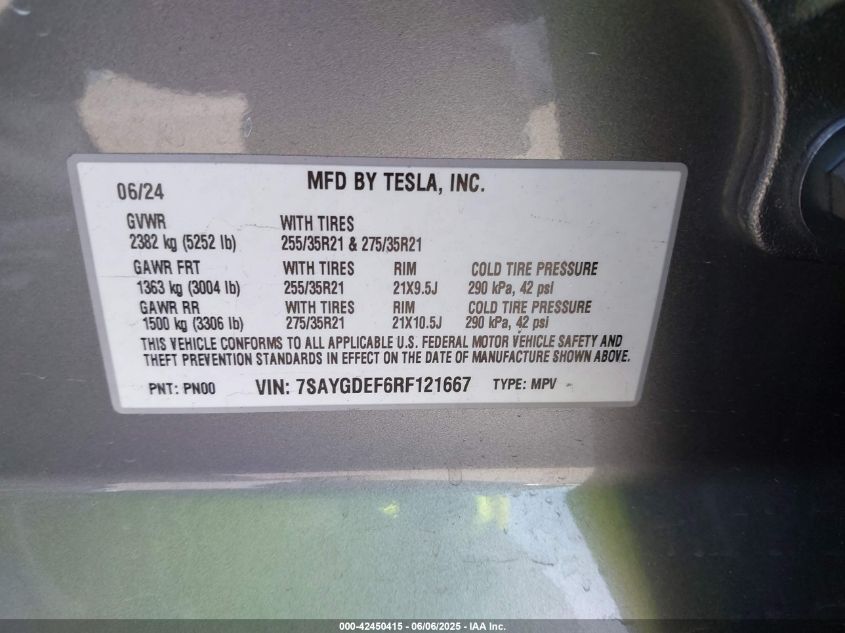 06/24
MFD BY TESLA, INC.
GVWR WITH TIRES
2382 kg (5252 lb) 255/35R21 & 275/35R21
GAWR FRT WITH TIRES RIM COLD TIRE PRESSURE
1363 kg (3004 lb) 255/35R21 21X9.5J 290 kPa, 42 psi
GAWR RR WITH TIRES RIM COLD TIRE PRESSURE
1500 kg (3306 lb) 275/35R21 21X10.5J 290 kPa, 42 psi
THIS VEHICLE CONFORMS TO ALL APPLICABLE U.S. FEDERAL MOTOR VEHICLE SAFETY AND
THEFT PREVENTION STANDARDS IN EFFECT ON THE DATE OF MANUFACTURE SHOWN ABOVE.
PNT: PN00 VIN: 7SAYGDEF6RF121667 TYPE: MPV
000-42450415 - 06/06/2025 - IAA Inc.